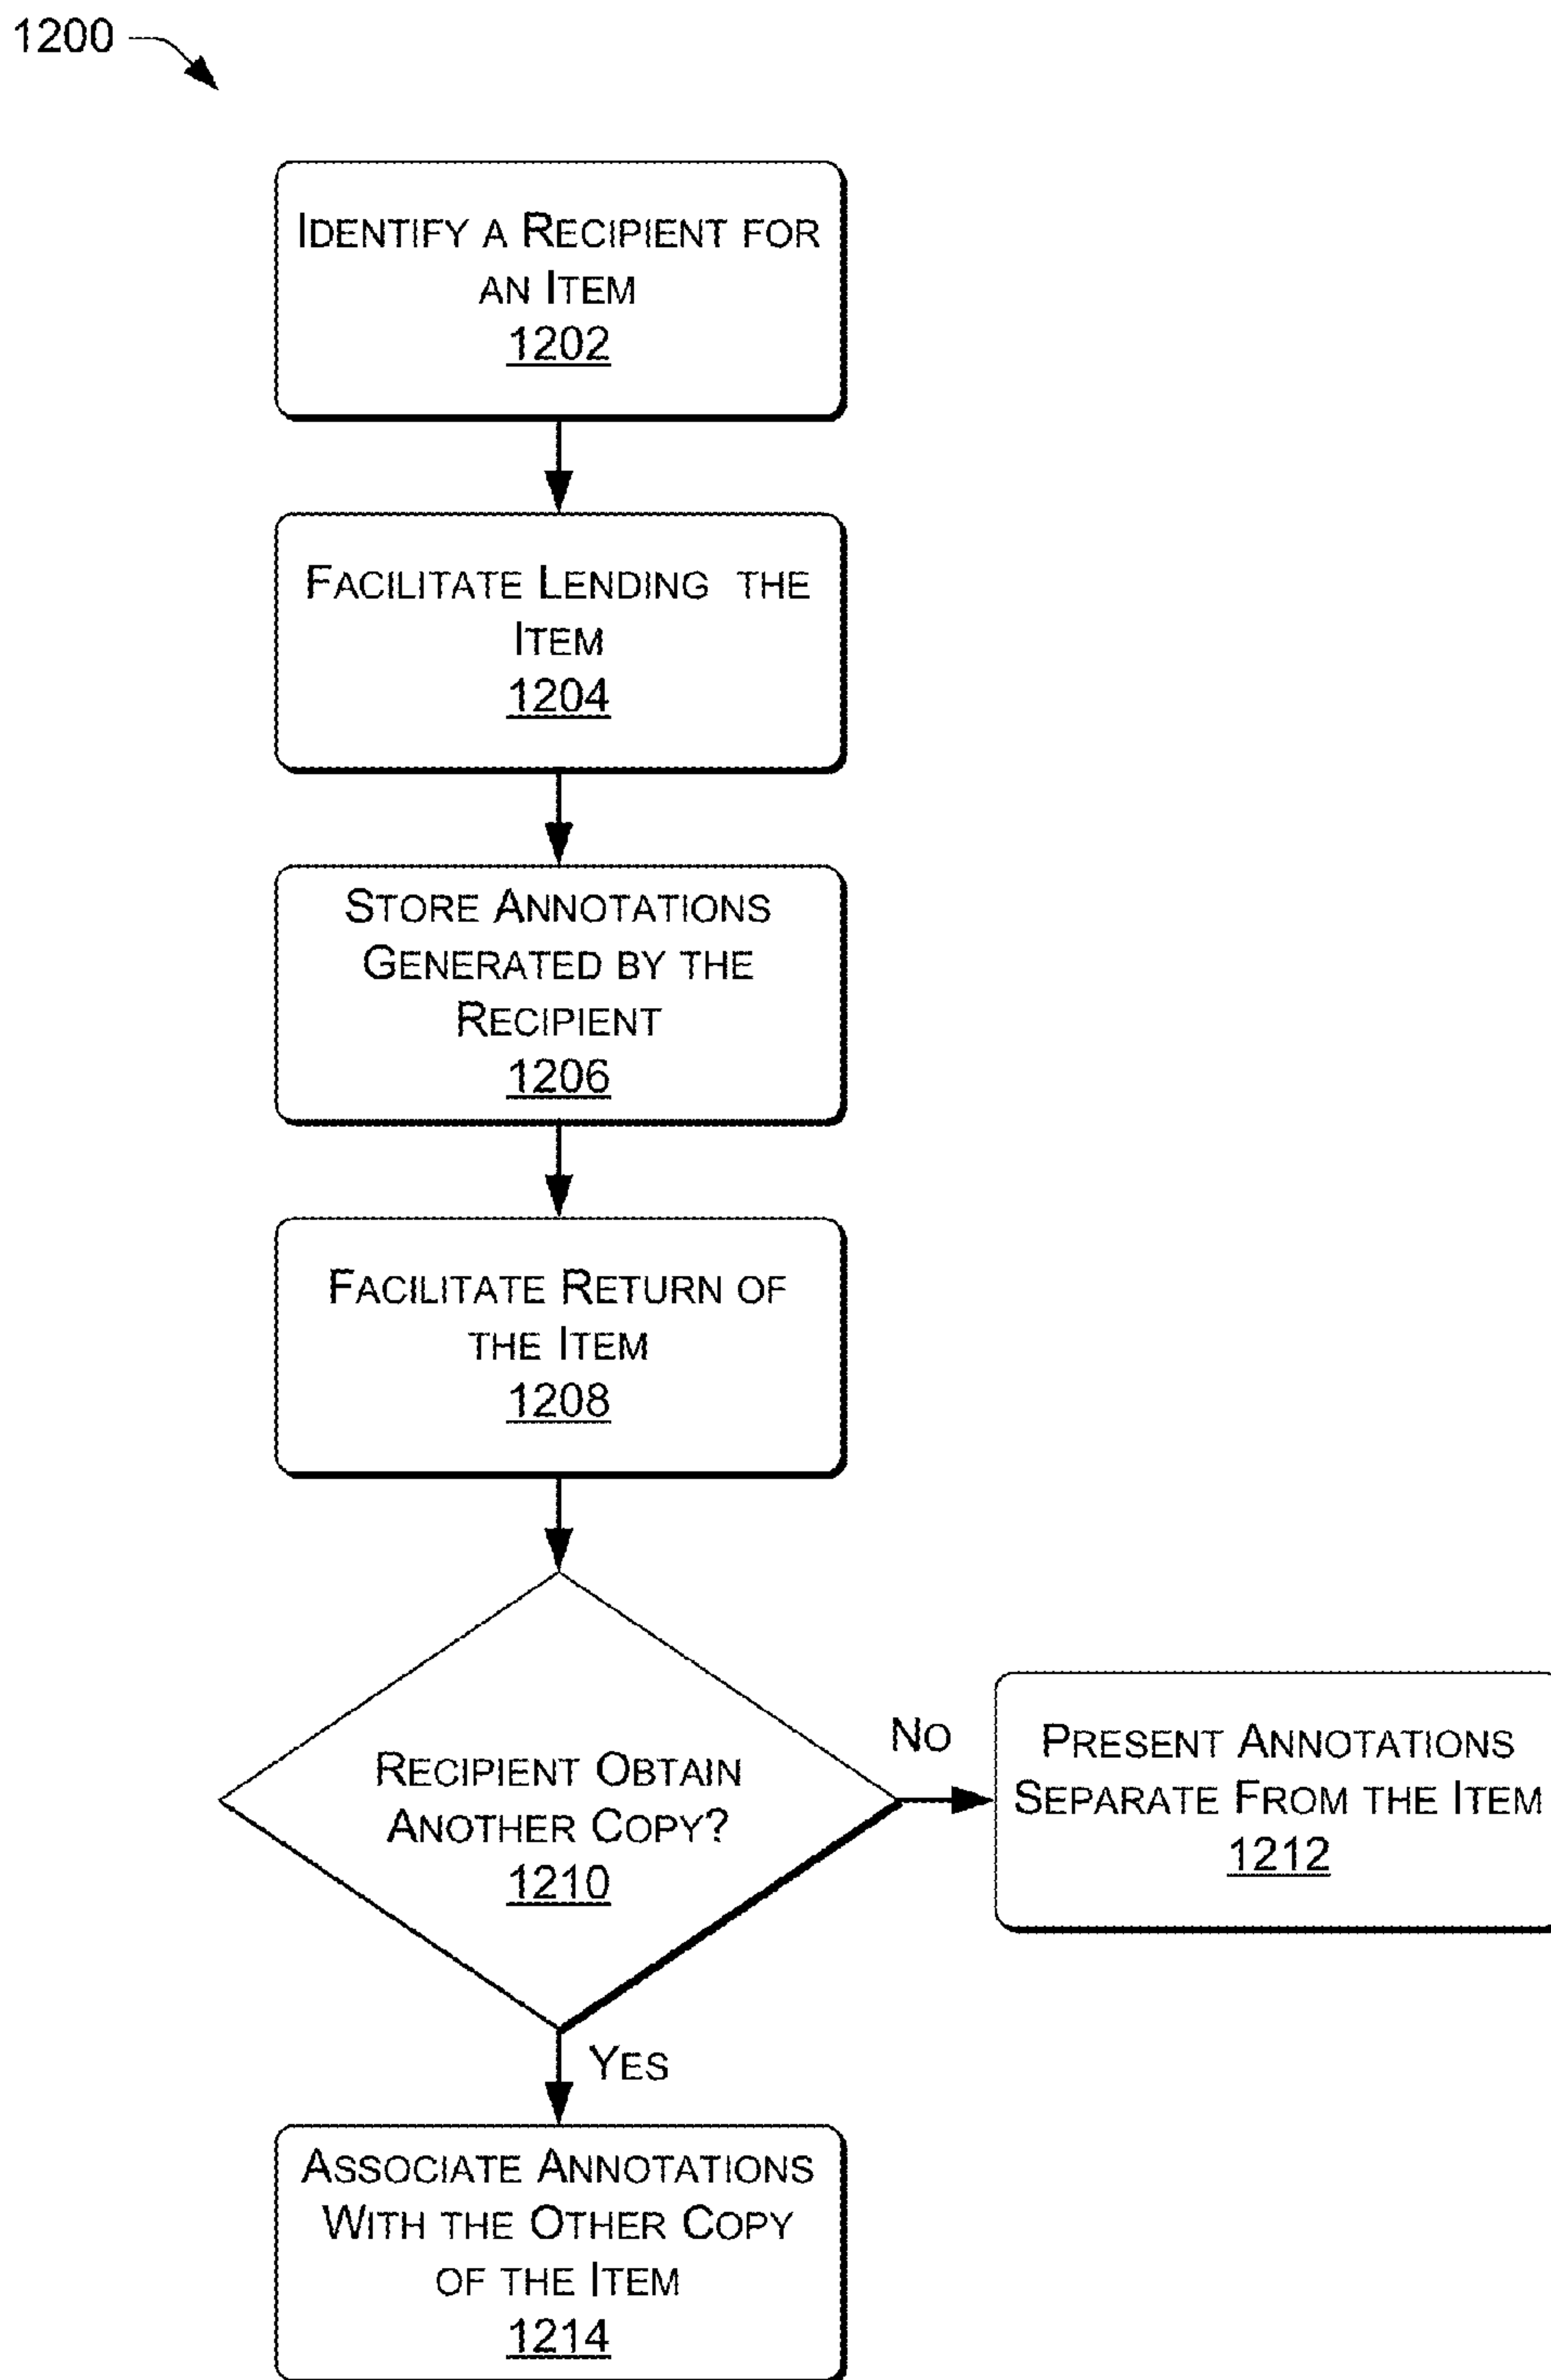 1200
IDENTIFY A RECIPIENT FOR
AN ITEM
1202
FACILITATE LENDING THE
ITEM
1204
STORE ANNOTATIONS
GENERATED BY THE
RECIPIENT
1206
FACILITATE RETURN OF
THE ITEM
1208
RECIPIENT OBTAIN
ANOTHER COPY?
1210
NO
PRESENT ANNOTATIONS
SEPARATE FROM THE ITEM
1212
YES
ASSOCIATE ANNOTATIONS
WITH THE OTHER COPY
OF THE ITEM
1214